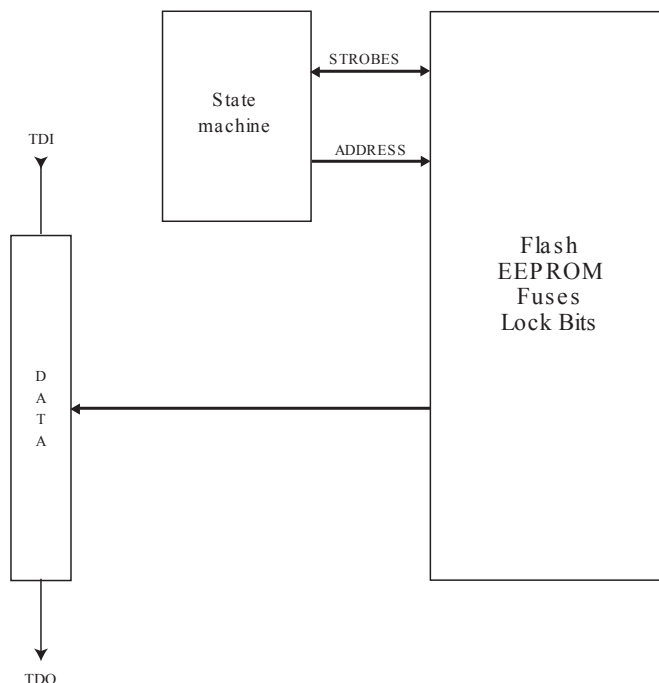 STROBES
State
machine
ADDRESS
TDI
Flash
EEPROM
Fuses
Lock Bits
D
A
T
A
TDO